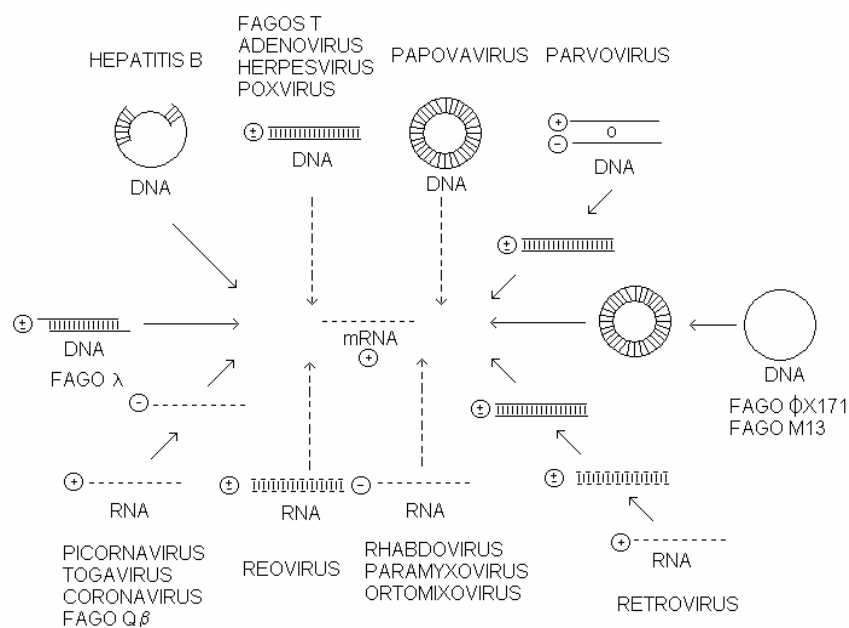 HEPATITIS B
FAGOS T
ADENOVIRUS
HERPESVIRUS
POXVIRUS
PAPOVAVIRUS
PARVOVIRUS
DNA
±
DNA
DNA
+
O
−
DNA
±
±
DNA
FAGO λ
mRNA
+
DNA
FAGO ϕX171
FAGO M13
−
±
+
RNA
PICORNAVIRUS
TOGAVIRUS
CORONAVIRUS
FAGO Qβ
±
RNA
REOVIRUS
−
RNA
RHABDOVIRUS
PARAMYXOVIRUS
ORTOMIXOVIRUS
±
+
RNA
RETROVIRUS